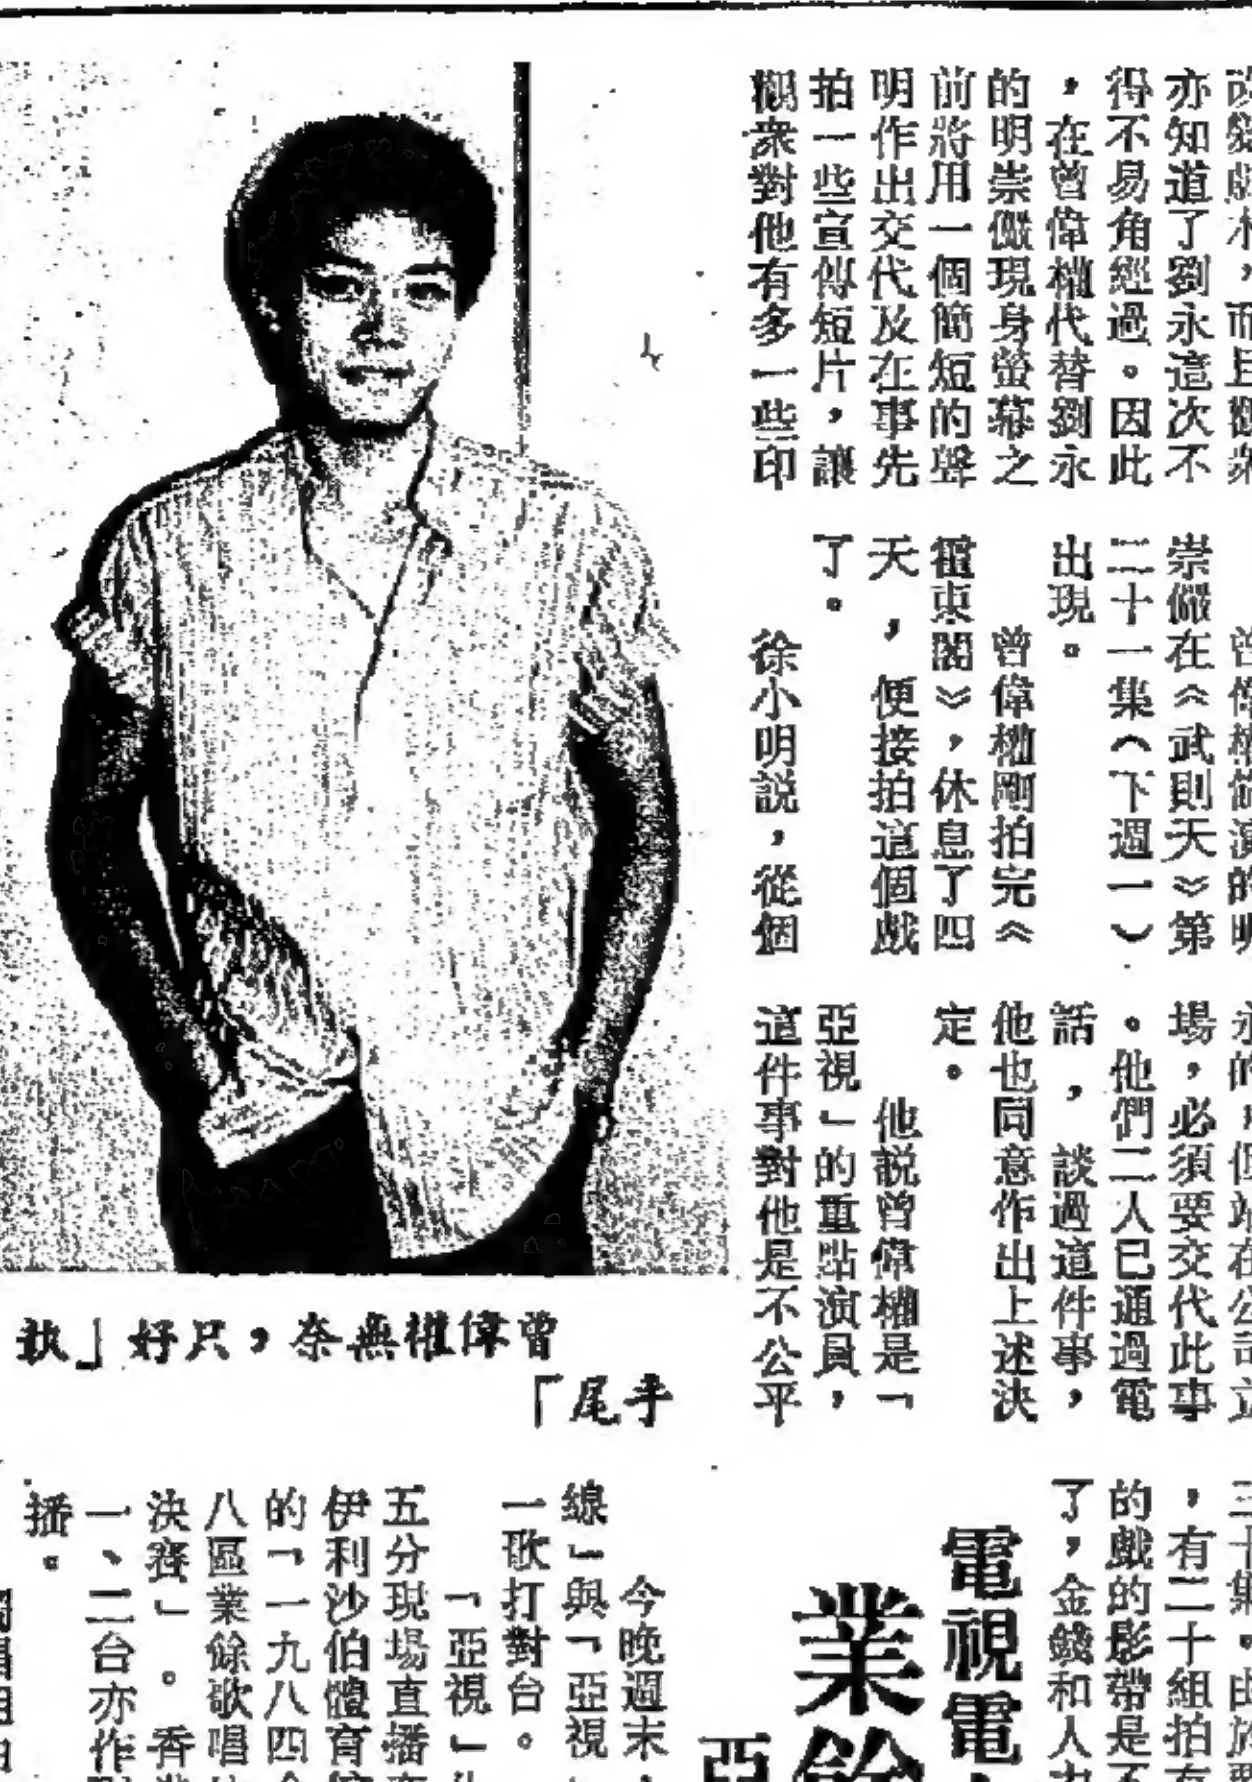 亦知道了劉永這次不
得不易角經過。因此
，在曾偉權代替劉永
的明崇儼現身螢幕之
前將用一個簡短的聲
明作出交代及在事先
拍一些宣傳短片，讓
觀衆對他有多一些印
崇儼在《武則天》第
二十一集（下週一）
出現。
曾偉權剛拍完《
東閣》，休息了四
天，便接拍這個戲
了。
徐小明説，從個
場，必須要交代此事
。他們二人已通過電
話，談過這件事，
他也同意作出上述決
定。
他説曾偉權是「
亞視」的重點演員，
這件事對他是不公平
曾偉權無奈，只好「執
手尾」
，有二十組拍
的戲的影帶是不
了，金錢和人
電視電
業餘
亞
今晚週末
線」與「亞視
一歌打對台。
「亞視」
五分現場直播
伊利沙伯體育
的「一九八四
八區業餘歌唱
決賽」。香
一、二台亦作
播。